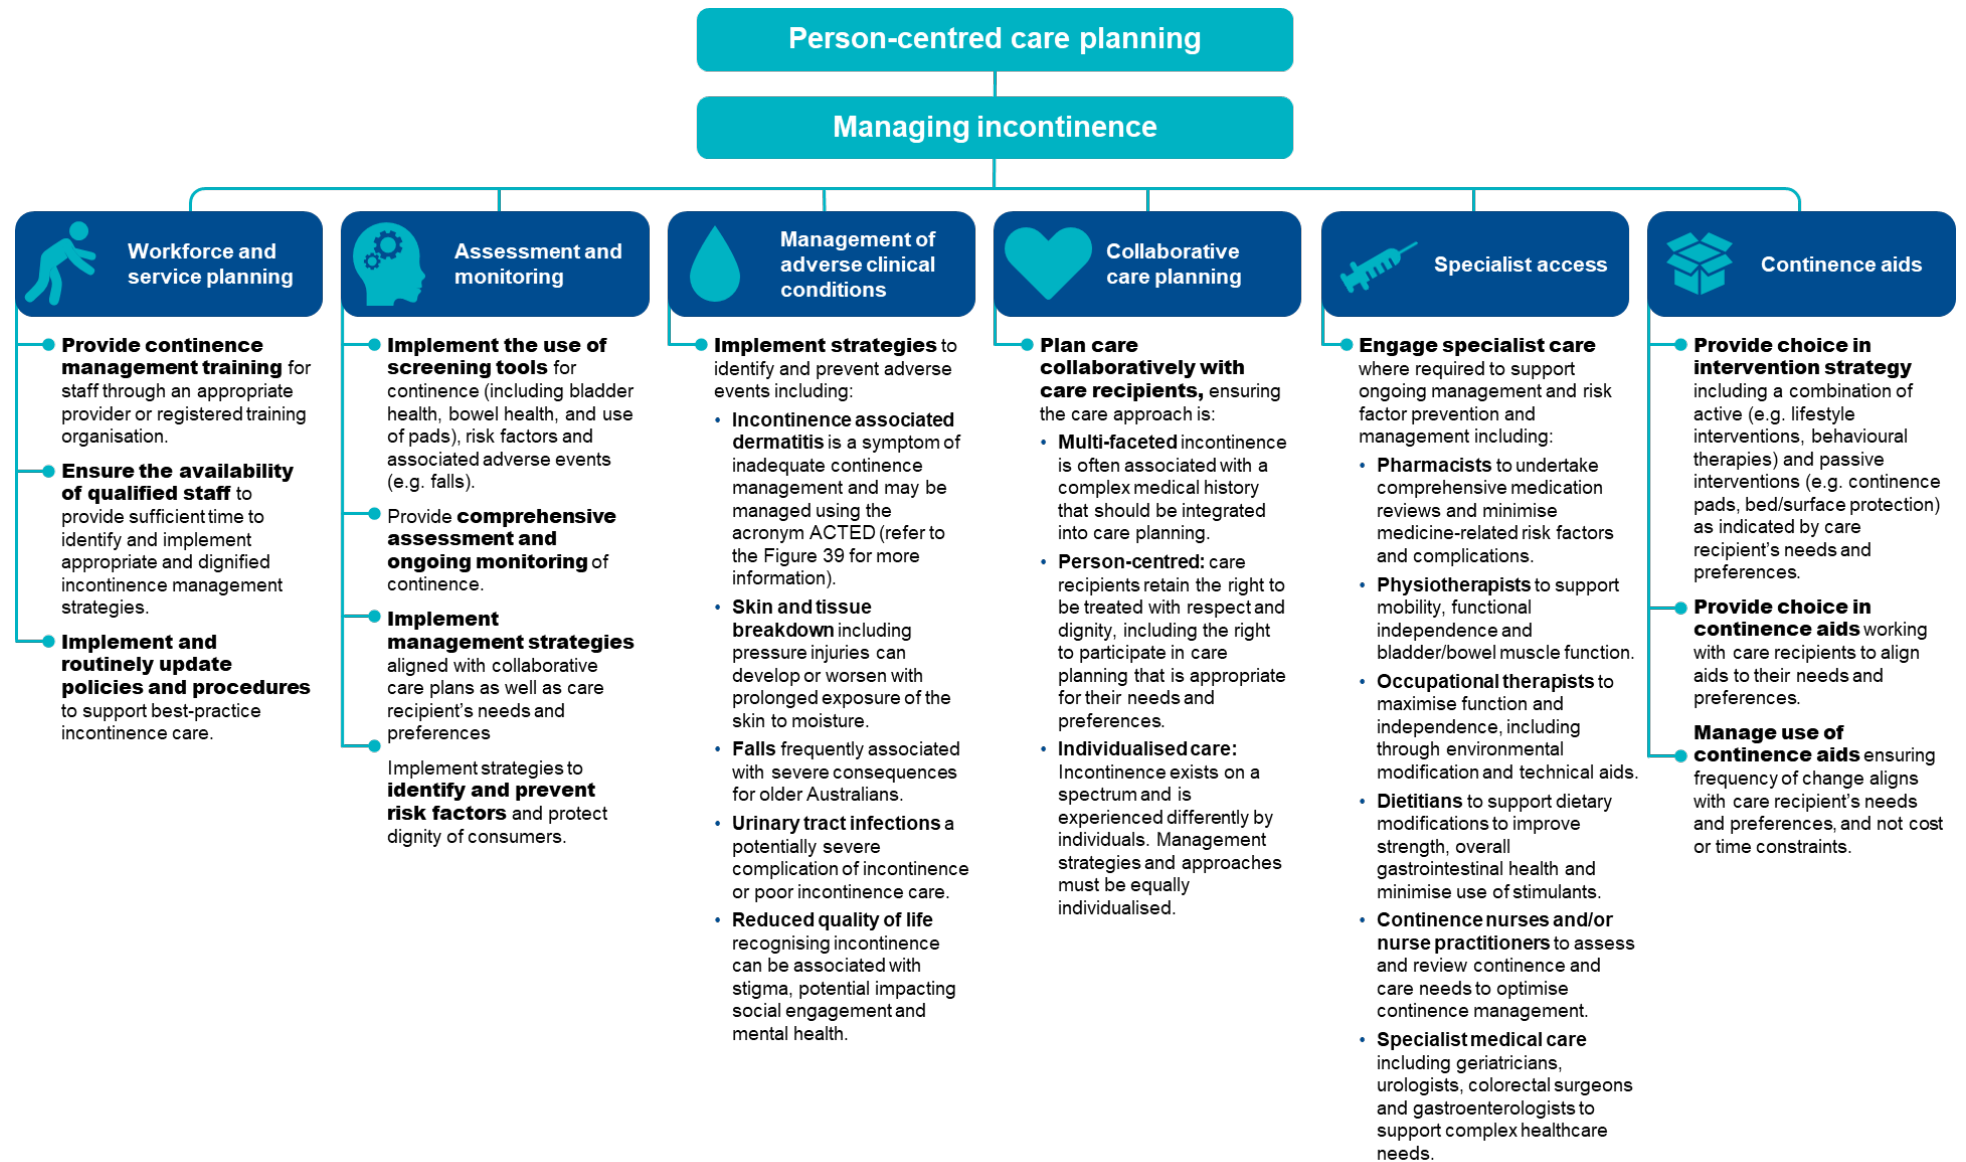 Person-centred care planning
Managing incontinence
Workforce and
service planning
Provide continence
management training for
staff through an appropriate
provider or registered training
organisation.
Ensure the availability
of qualified staff to
provide sufficient time to
identify and implement
appropriate and dignified
incontinence management
strategies.
Implement and
routinely update
policies and procedures
to support best-practice
incontinence care.
Assessment and
monitoring
Implement the use of
screening tools for
continence (including bladder
health, bowel health, and use
of pads), risk factors and
associated adverse events
(e.g. falls).
Provide comprehensive
assessment and
ongoing monitoring of
continence.
Implement
management strategies
aligned with collaborative
care plans as well as care
recipient's needs and
preferences
Implement strategies to
identify and prevent
risk factors and protect
dignity of consumers.
Management of
adverse clinical
conditions
Implement strategies to
identify and prevent adverse
events including:
• Incontinence associated
dermatitis is a symptom of
inadequate continence
management and may be
managed using the
acronym ACTED (refer to
the Figure 39 for more
information).
• Skin and tissue
breakdown including
pressure injuries can
develop or worsen with
prolonged exposure of the
skin to moisture.
• Falls frequently associated
with severe consequences
for older Australians.
• Urinary tract infections a
potentially severe
complication of incontinence
or poor incontinence care.
• Reduced quality of life
recognising incontinence
can be associated with
stigma, potential impacting
social engagement and
mental health.
Collaborative
care planning
Plan care
collaboratively with
care recipients, ensuring
the care approach is:
• Multi-faceted incontinence
is often associated with a
complex medical history
that should be integrated
into care planning.
• Person-centred: care
recipients retain the right to
be treated with respect and
dignity, including the right
to participate in care
planning that is appropriate
for their needs and
preferences.
• Individualised care:
Incontinence exists on a
spectrum and is
experienced differently by
individuals. Management
strategies and approaches
must be equally
individualised.
Specialist access
Engage specialist care
where required to support
ongoing management and risk
factor prevention and
management including:
• Pharmacists to undertake
comprehensive medication
reviews and minimise
medicine-related risk factors
and complications.
• Physiotherapists to support
mobility, functional
independence and
bladder/bowel muscle function.
• Occupational therapists to
maximise function and
independence, including
through environmental
modification and technical aids.
• Dietitians to support dietary
modifications to improve
strength, overall
gastrointestinal health and
minimise use of stimulants.
• Continence nurses and/or
nurse practitioners to assess
and review continence and
care needs to optimise
continence management.
• Specialist medical care
including geriatricians,
urologists, colorectal surgeons
and gastroenterologists to
support complex healthcare
needs.
Continence aids
Provide choice in
intervention strategy
including a combination of
active (e.g. lifestyle
interventions, behavioural
therapies) and passive
interventions (e.g. continence
pads, bed/surface protection)
as indicated by care
recipient's needs and
preferences.
Provide choice in
continence aids working
with care recipients to align
aids to their needs and
preferences.
Manage use of
continence aids ensuring
frequency of change aligns
with care recipient's needs
and preferences, and not cost
or time constraints.